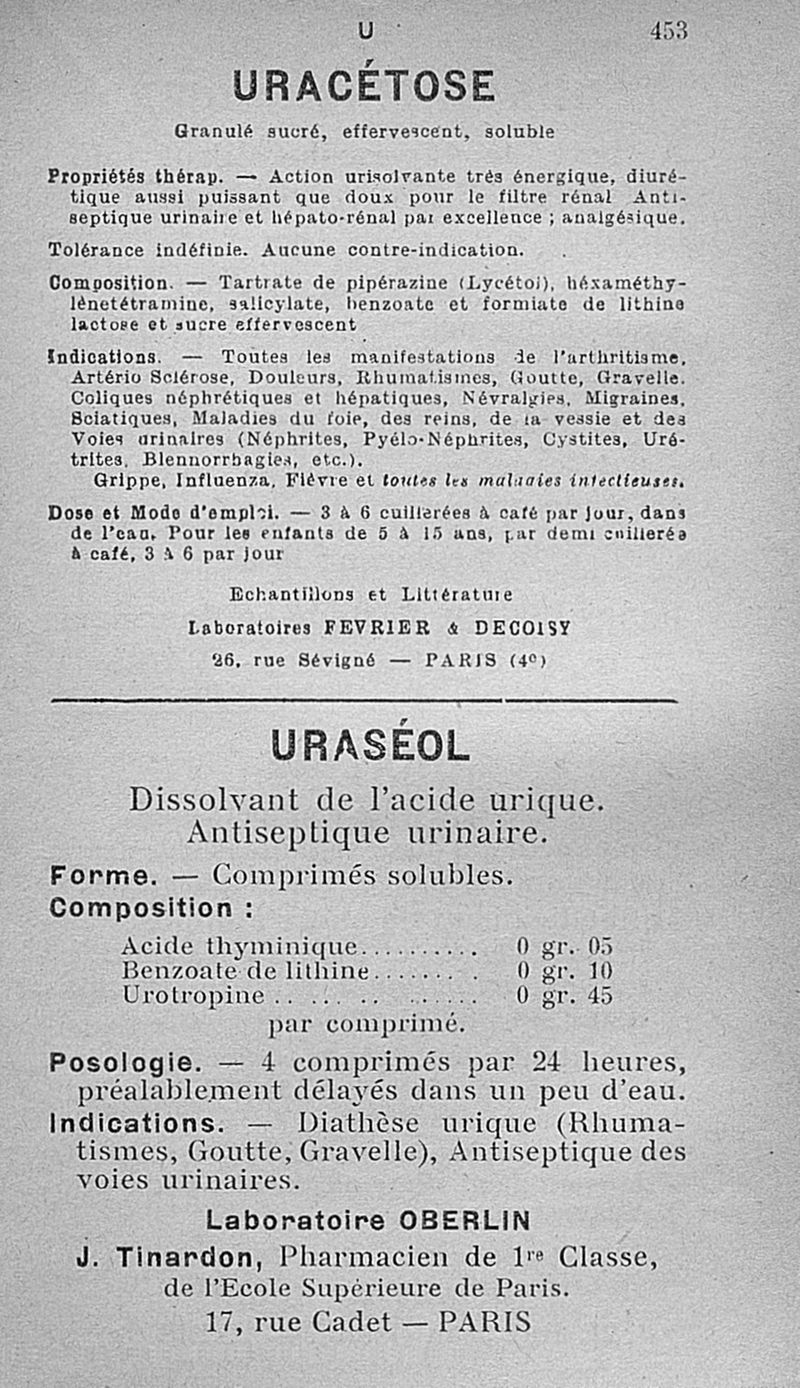 U
453
URACÉTOSE
Granulé sucré, effervescent, soluble
Propriétés thérap. — Action urisolvante très énergique, diuré-
tique aussi puissant que doux pour le filtre rénal Anti-
septique urinaire et hépato-rénal par excellence ; analgésique.
Tolérance indéfinie. Aucune contre-indication.
Composition. — Tartrate de pipérazine (Lycétol), héxaméthy-
lènetétramine, salicylate, benzoate et formiate de lithine
lactose et sucre effervescent
Indications. — Toutes les manifestations de l'arthritisme,
Artério Sclérose, Douleurs, Rhumatismes, Goutte, Gravelle.
Coliques néphrétiques et hépatiques, Névralgies, Migraines,
Sciatiques, Maladies du foie, des reins, de la vessie et des
Voies urinaires (Néphrites, Pyélo-Néphrites, Cystites, Uré-
trites, Blennorrhagies, etc.).
Grippe, Influenza, Fièvre et toutes les maladies infectieuses.
Dose et Mode d'emploi. — 3 à 6 cuillerées à café par jour, dans
de l'eau. Pour les enfants de 5 à 15 ans, par demi cuillerée
à café, 3 à 6 par jour
Echantillons et Littérature
Laboratoires FEVRIER & DECOISY
26, rue Sévigné — PARIS (4e)
URASÉOL
Dissolvant de l'acide urique.
Antiseptique urinaire.
Forme. — Comprimés solubles.
Composition :
Acide thyminique.......... 0 gr. 05
Benzoate de lithine........ 0 gr. 10
Urotropine .............. 0 gr. 45
par comprimé.
Posologie. — 4 comprimés par 24 heures,
préalablement délayés dans un peu d'eau.
Indications. — Diathèse urique (Rhuma-
tismes, Goutte, Gravelle), Antiseptique des
voies urinaires.
Laboratoire OBERLIN
J. Tinardon, Pharmacien de 1re Classe,
de l'Ecole Supérieure de Paris.
17, rue Cadet — PARIS